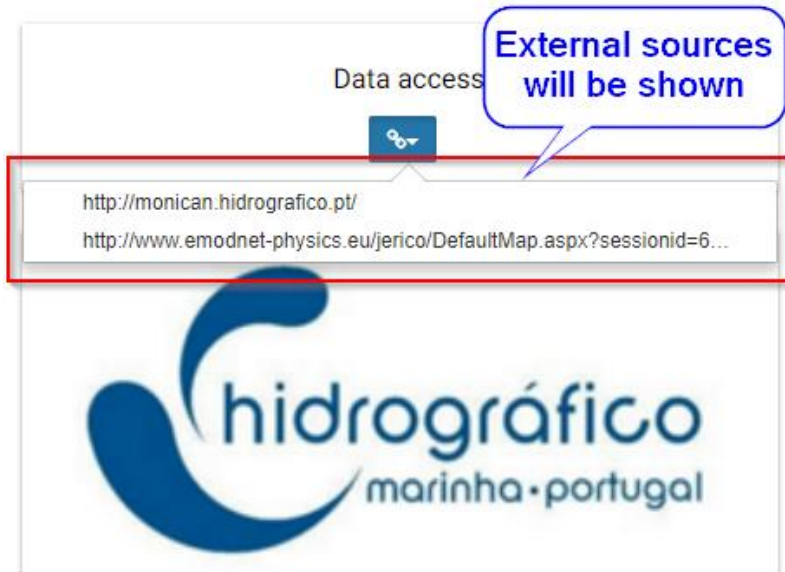 External sources
will be shown
Data access
http://monican.hidrografico.pt/
http://www.emodnet-physics.eu/jerico/DefaultMap.aspx?sessionid=6...
hidrográfico
marinha·portugal